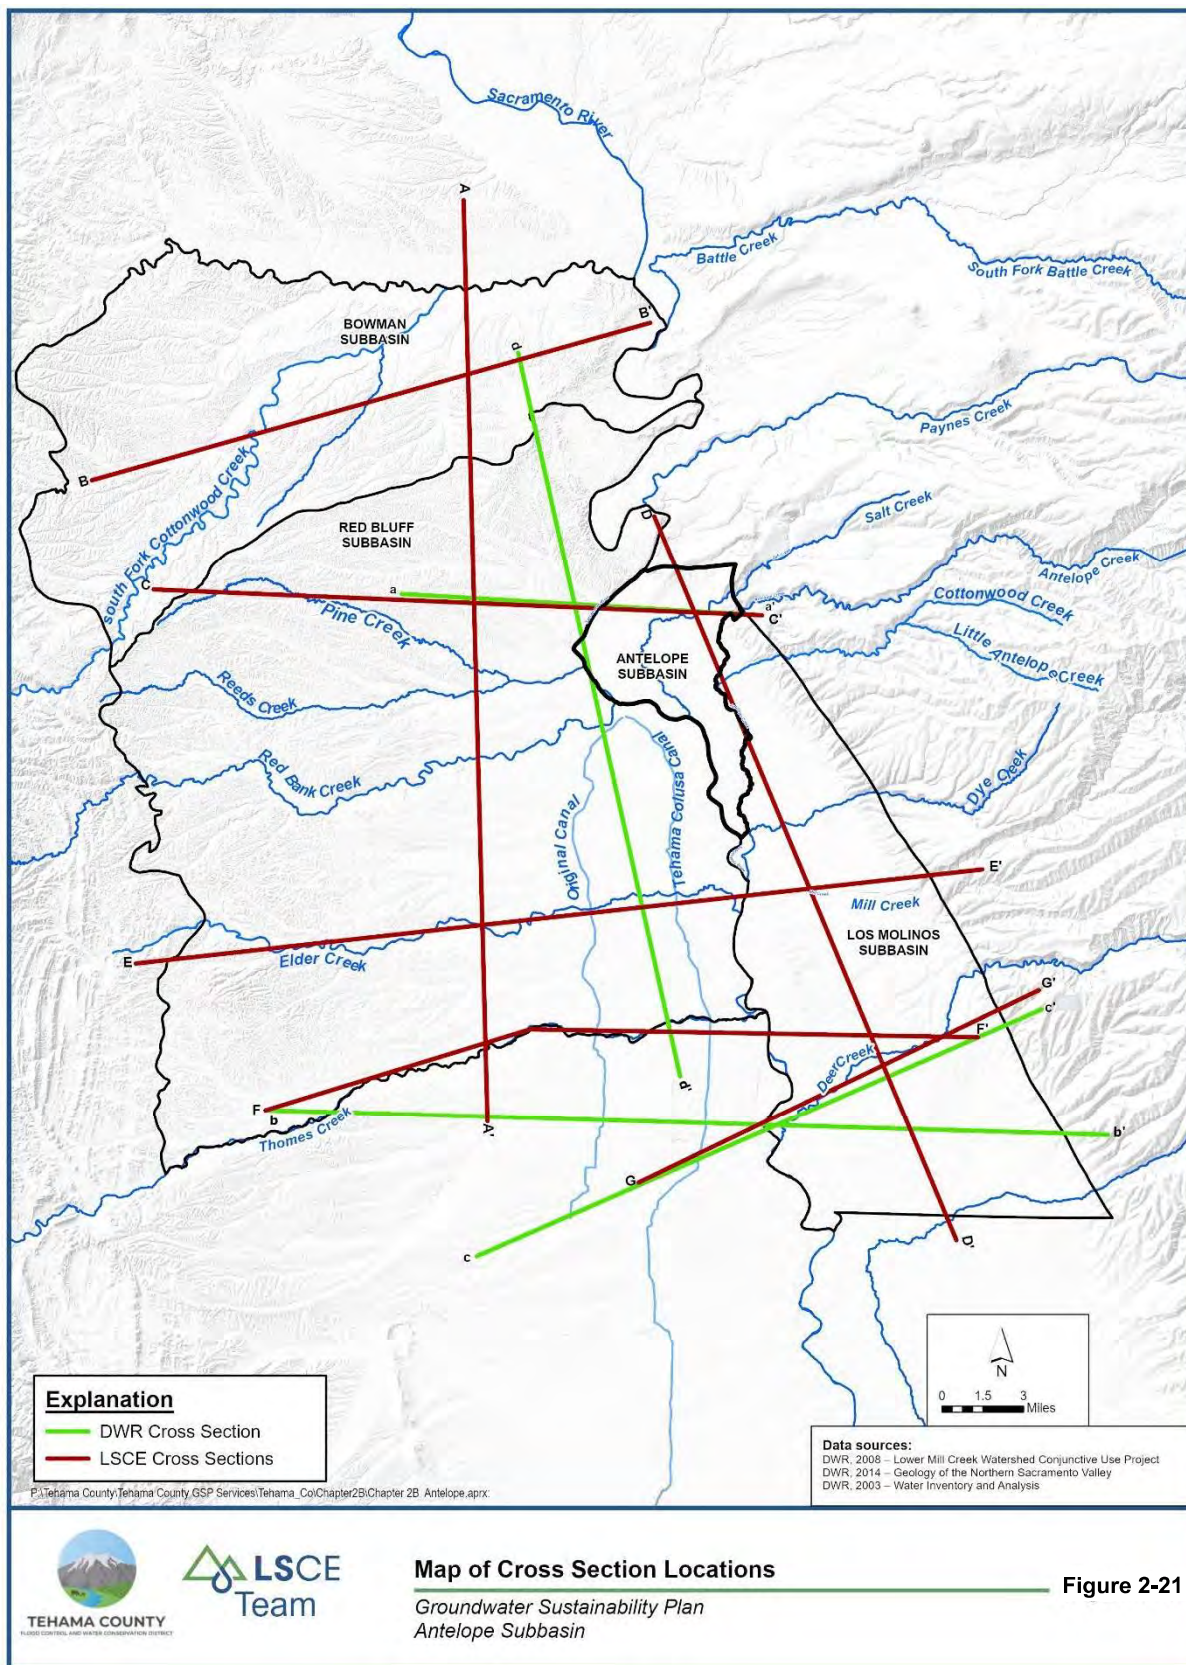 Sacramento River
A
Battle Creek
South Fork Battle Creek
BOWMAN
SUBBASIN
B'
d
Paynes Creek
B
South Fork Cottonwood Creek
RED BLUFF
SUBBASIN
D
Salt Creek
Antelope Creek
C
a
Pine Creek
a'
C'
Cottonwood Creek
Little Antelope Creek
ANTELOPE
SUBBASIN
Reeds Creek
Red Bank Creek
Tehama Colusa Canal
Dye Creek
Original Canal
E'
Mill Creek
LOS MOLINOS
SUBBASIN
E
Elder Creek
G'
c'
F'
Deer Creek
d'
F
b
Thomes Creek
A'
b'
G
c
D'
N
0 1.5 3
Miles
Explanation
DWR Cross Section
LSCE Cross Sections
Data sources:
DWR, 2008 – Lower Mill Creek Watershed Conjunctive Use Project
DWR, 2014 – Geology of the Northern Sacramento Valley
DWR, 2003 – Water Inventory and Analysis
P:\Tehama County\Tehama County GSP Services\Tehama_Co\Chapter2B\Chapter 2B Antelope.aprx:
TEHAMA COUNTY
FLOOD CONTROL AND WATER CONSERVATION DISTRICT
LSCE
Team
Map of Cross Section Locations
Groundwater Sustainability Plan
Antelope Subbasin
Figure 2-21